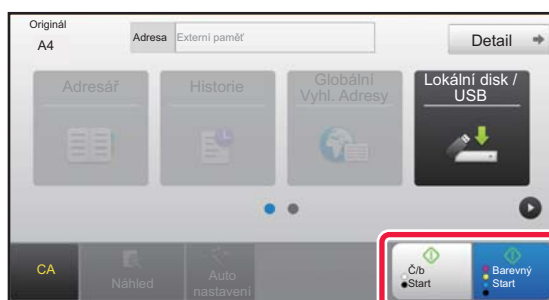 Originál
A4
Adresa
Externí paměť
Detail
Adresář
Historie
Globální
Vyhl. Adresy
Lokální disk /
USB
CA
Náhled
Auto
nastavení
Č/b
Start
Barevný
Start